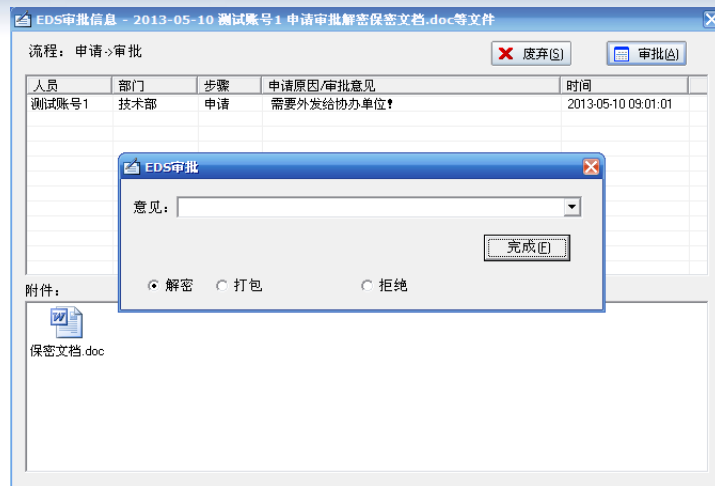 EDS审批信息 - 2013-05-10 测试账号1 申请审批解密保密文档.doc等文件
流程：申请->审批
废弃(S)
审批(A)
人员 部门 步骤 申请原因/审批意见 时间
测试账号1 技术部 申请 需要外发给协办单位! 2013-05-10 09:01:01
EDS审批
意见：
完成(F)
解密 打包 拒绝
附件：
保密文档.doc